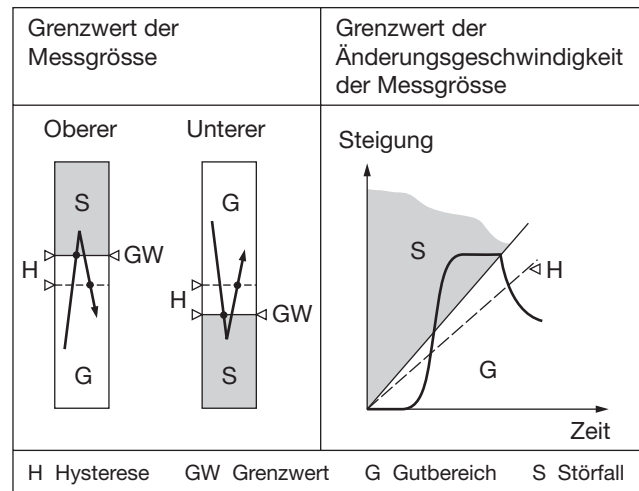 Grenzwert der
Messgrösse
Grenzwert der
Änderungsgeschwindigkeit
der Messgrösse
Oberer
Unterer
S
G
H
GW
G
H
GW
S
Steigung
S
H
G
Zeit
H Hysterese GW Grenzwert G Gutbereich S Störfall